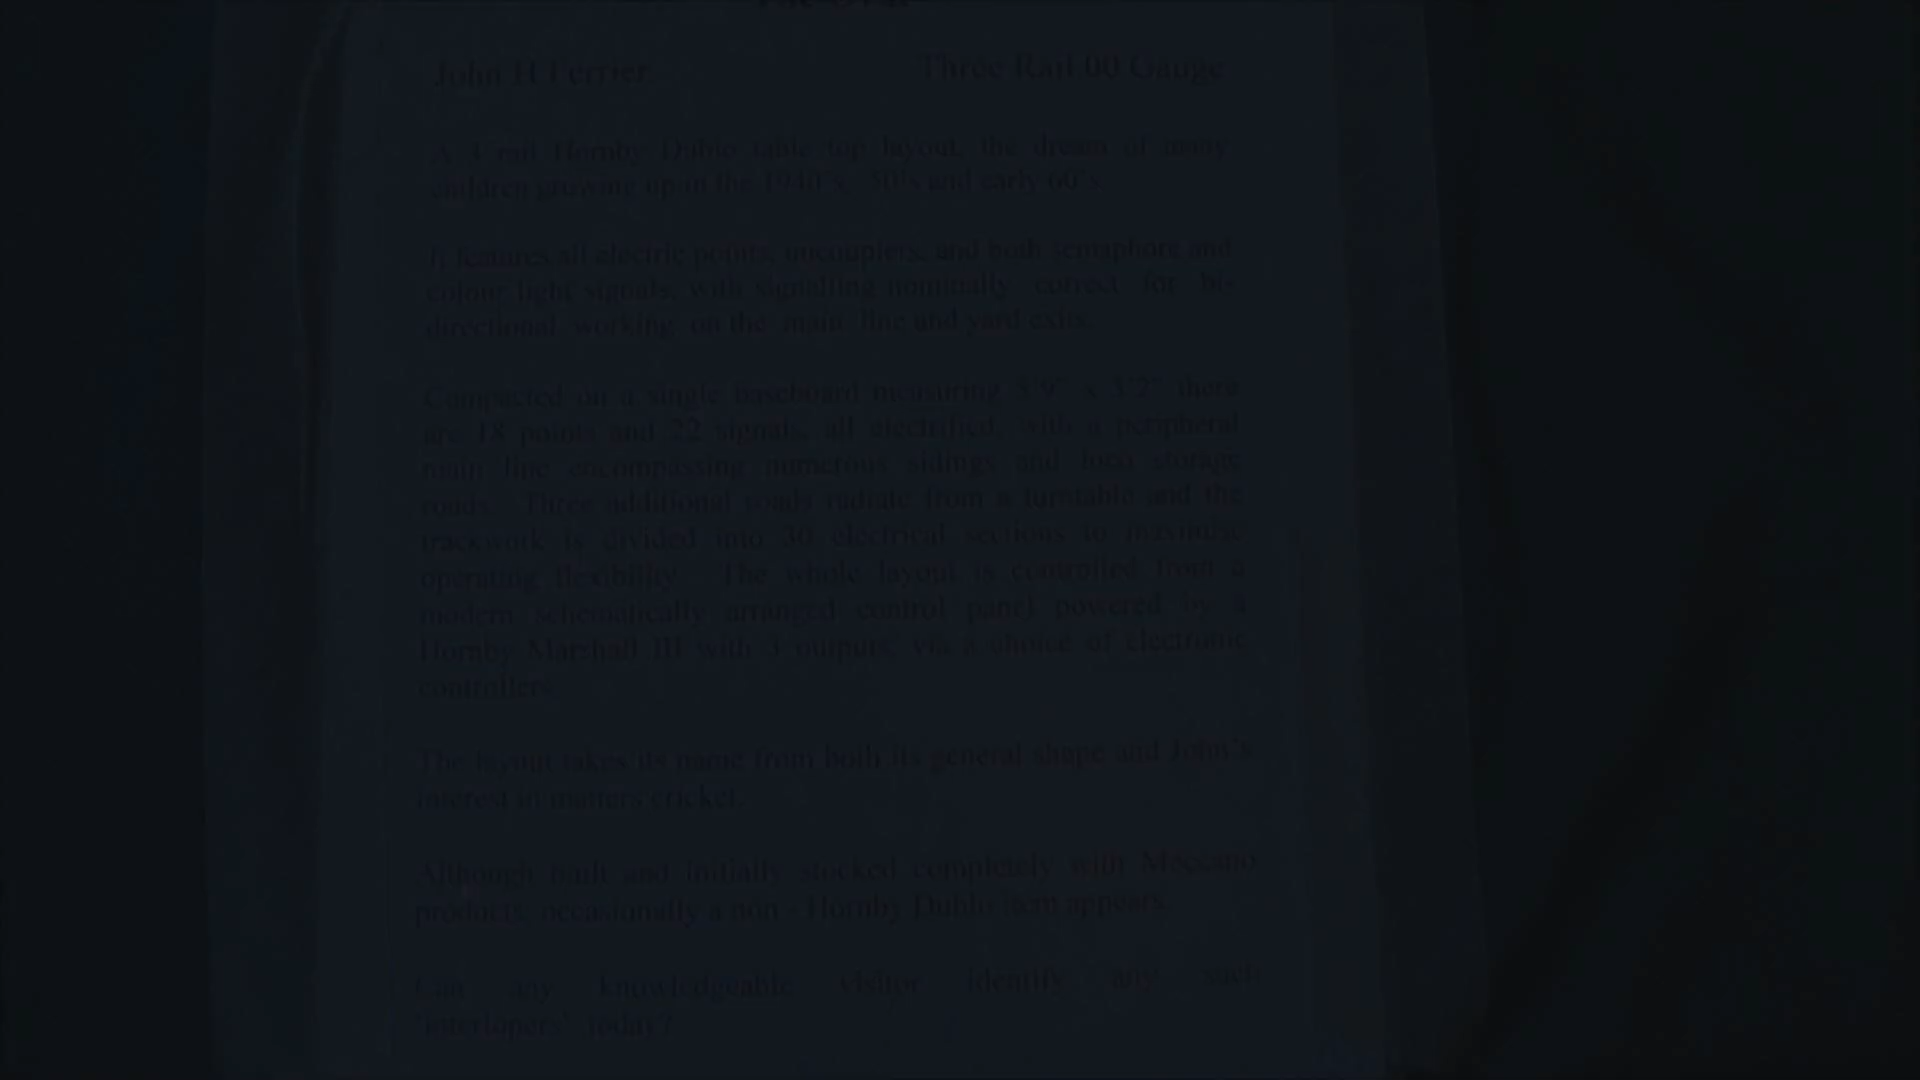 John H Ferrier Three Rail 00 Gauge
A 3 rail Hornby Dublo table top layout, the dream of many
children growing up in the 1940's, 50's and early 60's.
It features all electric points, uncouplers, and both semaphore and
colour light signals, with signalling nominally correct for bi-
directional working on the main line and yard exits.
Compacted on a single baseboard measuring x there
are 18 points and 22 signals, all electrified, with a peripheral
main line encompassing numerous sidings and loco storage
roads. Three additional roads radiate from a turntable and the
trackwork is divided into 30 electrical sections to maximise
operating flexibility. The whole layout is controlled from a
modern schematically arranged control panel powered by a
Hornby Marshall III with 3 outputs, via a choice of electronic
controllers.
The layout takes its name from both its general shape and John's
interest in matters cricket.
Although built and initially stocked completely with Meccano
products, occasionally a non - Hornby Dublo item appears.
Can any knowledgeable visitor identify any such
'interlopers' today?